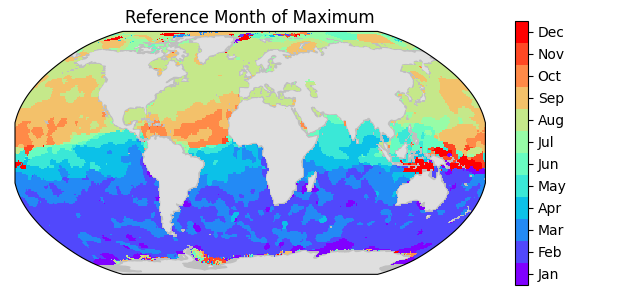 Reference Month of Maximum
Dec
Nov
Oct
Sep
Aug
Jul
Jun
May
Apr
Mar
Feb
Jan